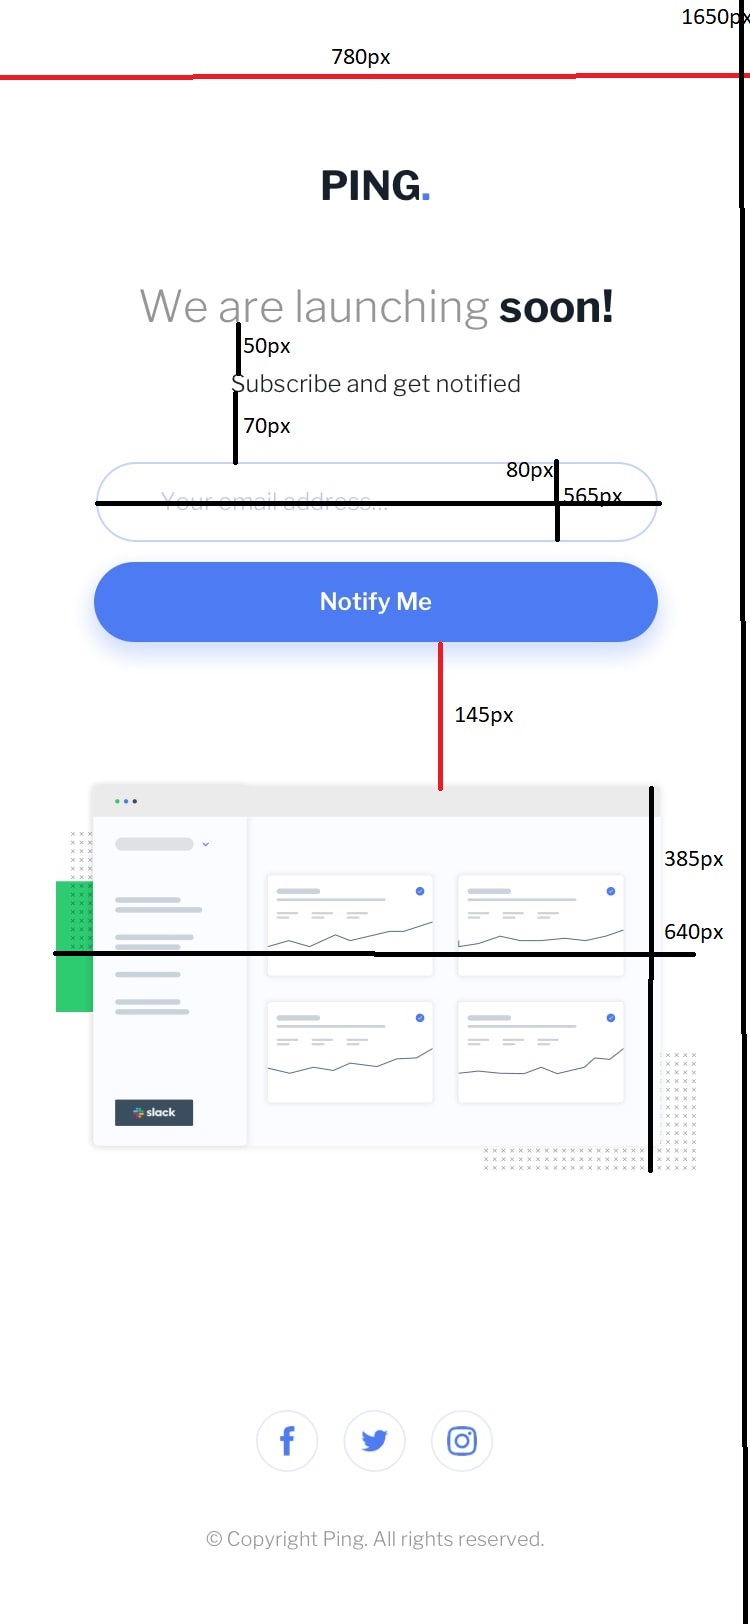 1650px
780px
PING.
We are launching soon!
50px
Subscribe and get notified
70px
80px
565px
Your email address...
Notify Me
145px
385px
640px
slack
© Copyright Ping. All rights reserved.